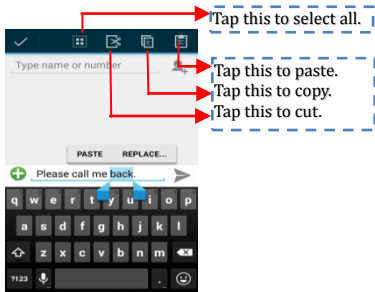 Tap this to select all.
Type name or number
Tap this to paste.
Tap this to copy.
Tap this to cut.
PASTE REPLACE...
Please call me back.
q w e r t y u i o p
a s d f g h j k l
z x c v b n m
?123 .